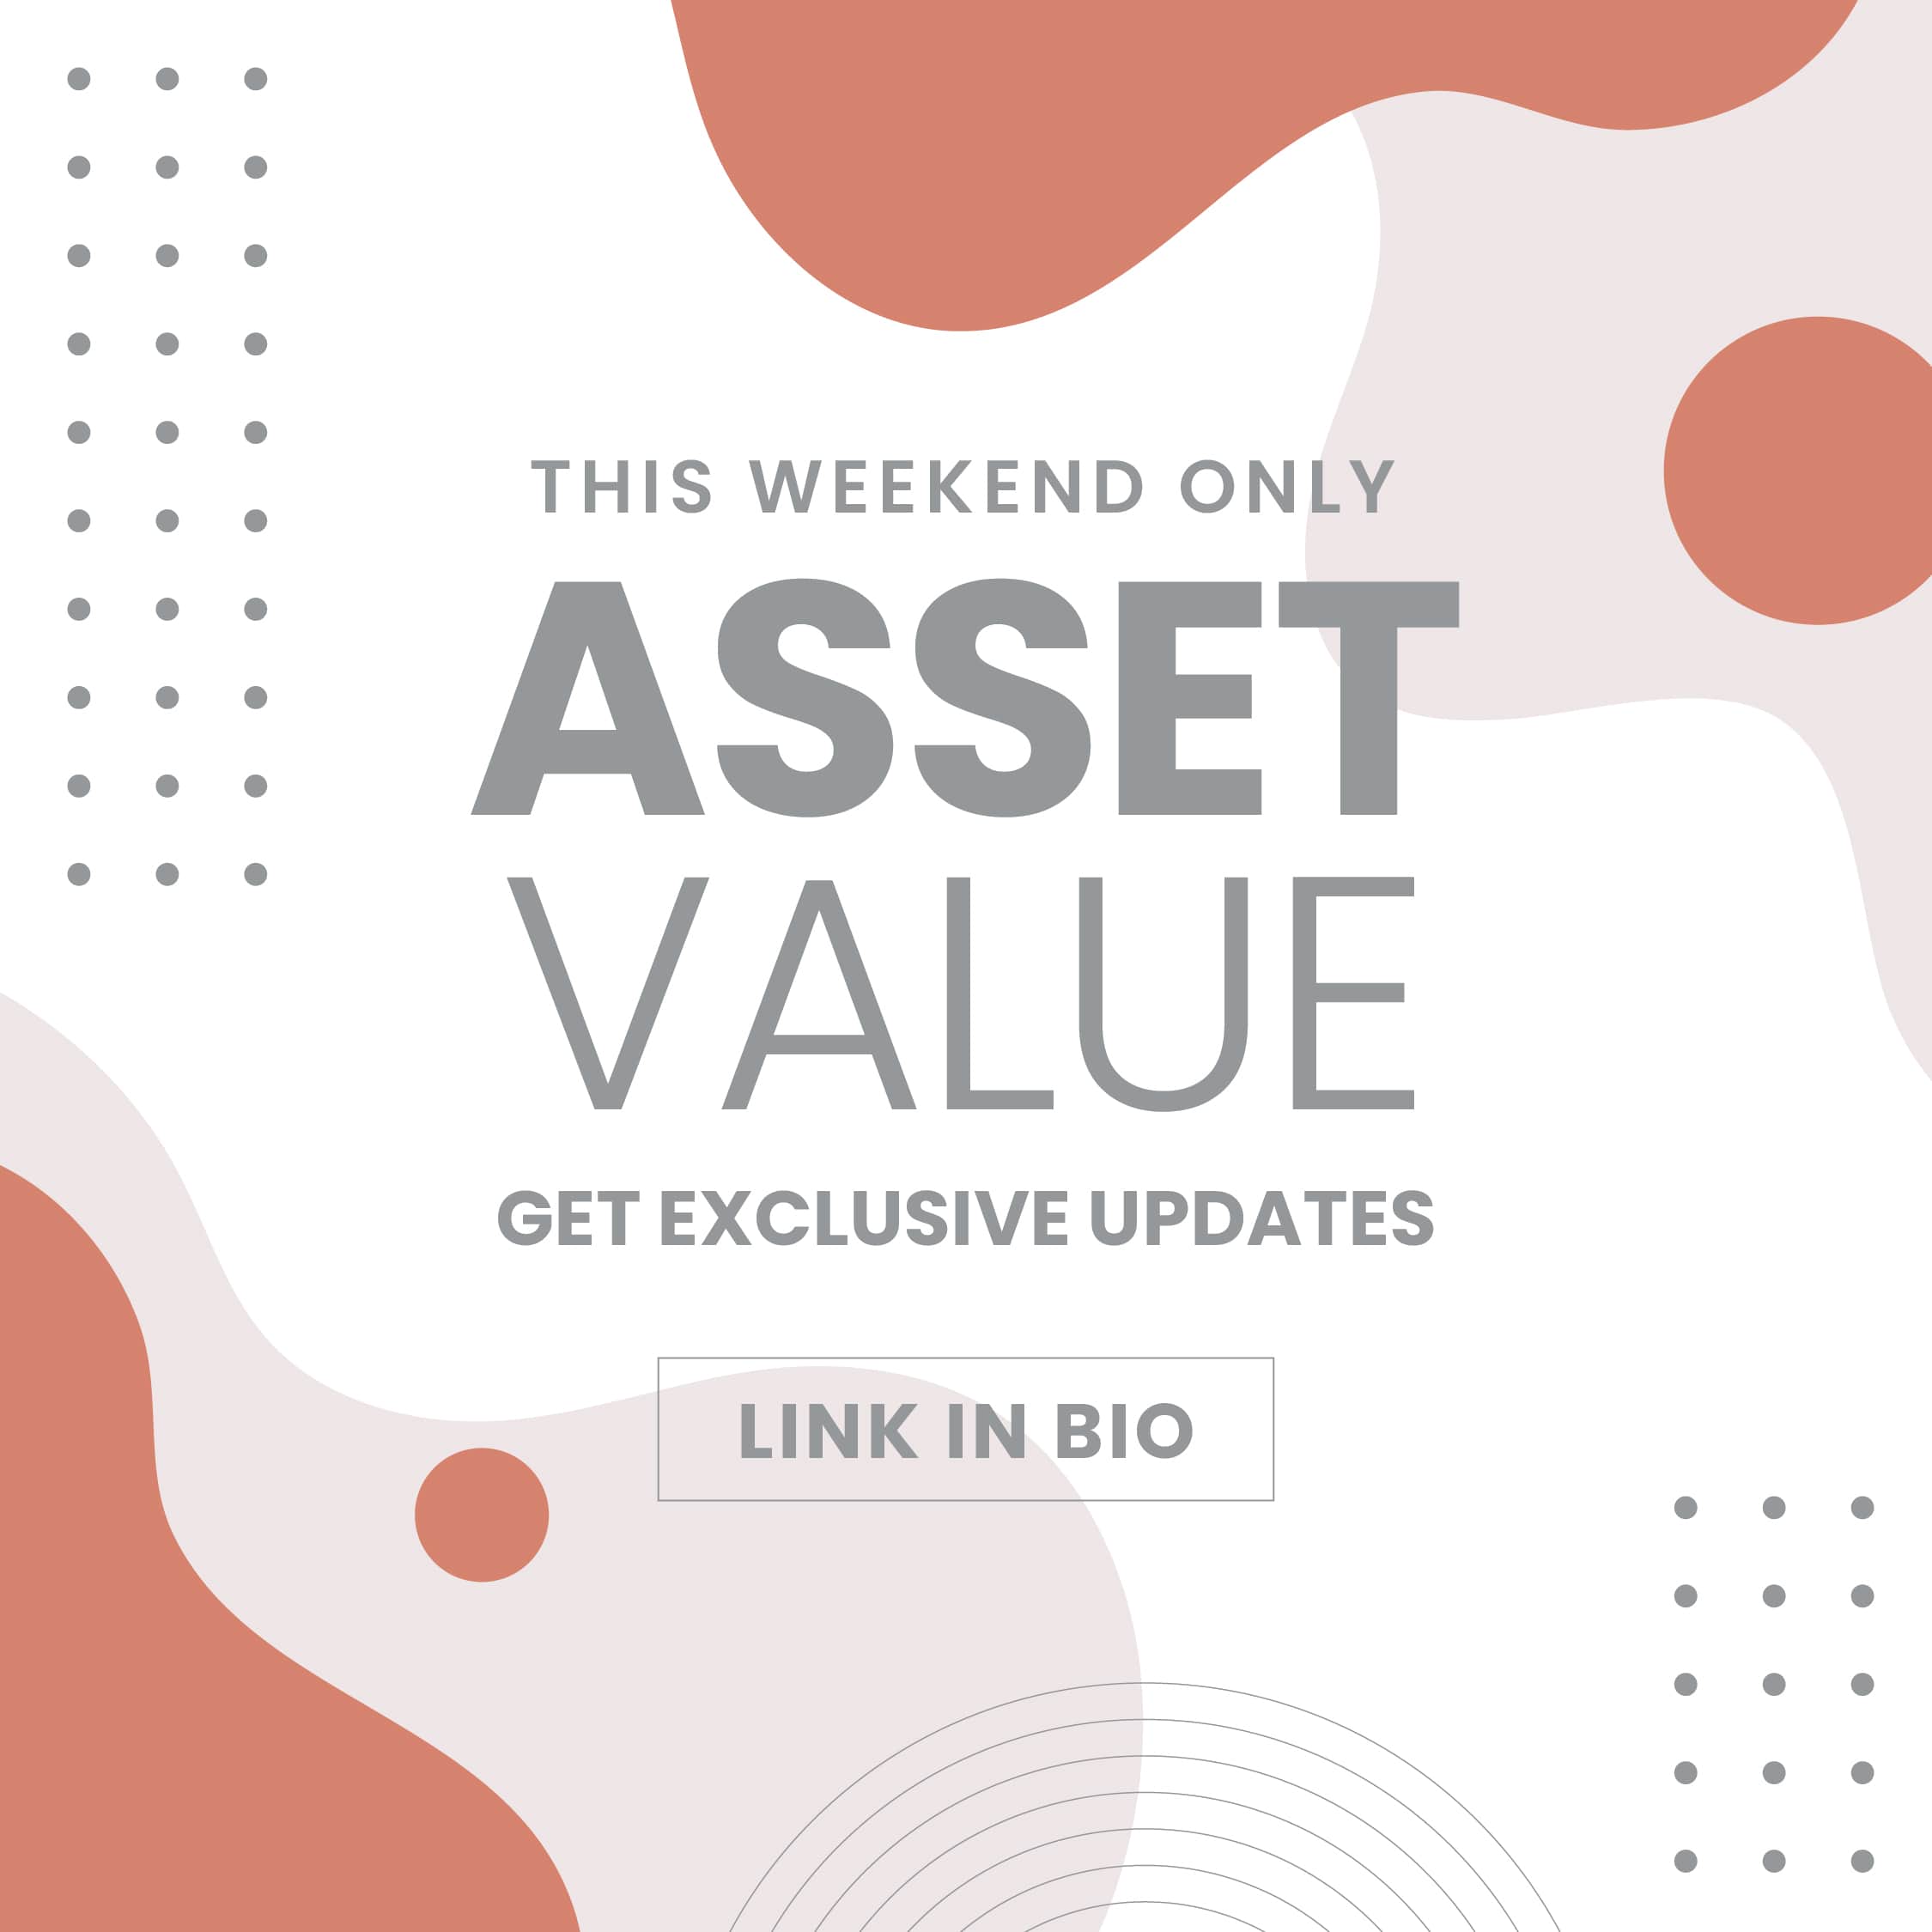 THIS WEEKEND ONLY
ASSET
VALUE
GET EXCLUSIVE UPDATES
LINK IN BIO